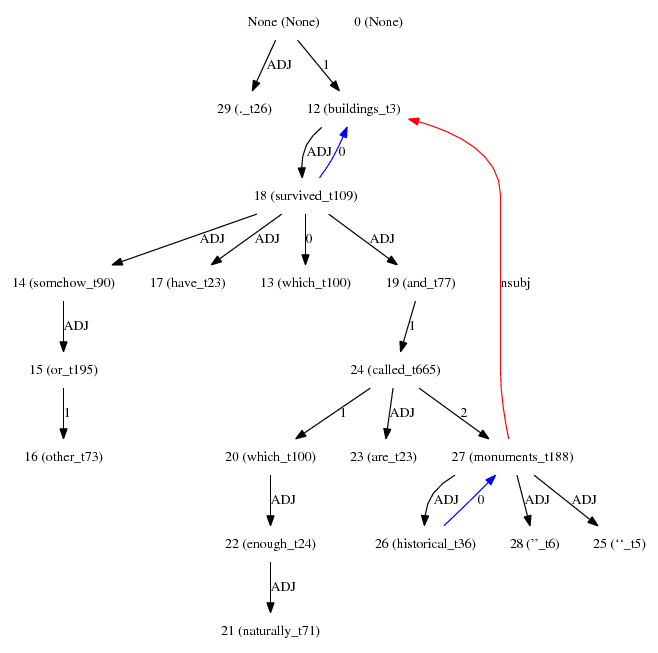 None (None) 0 (None)
ADJ 1
29 (._t26) 12 (buildings_t3)
ADJ 0
18 (survived_t109)
ADJ ADJ 0 ADJ
14 (somehow_t90) 17 (have_t23) 13 (which_t100) 19 (and_t77) nsubj
ADJ 1
15 (or_t195) 24 (called_t665)
1 1 ADJ 2
16 (other_t73) 20 (which_t100) 23 (are_t23) 27 (monuments_t188)
ADJ ADJ 0 ADJ ADJ
22 (enough_t24) 26 (historical_t36) 28 (’’_t6) 25 (‘‘_t5)
ADJ
21 (naturally_t71)